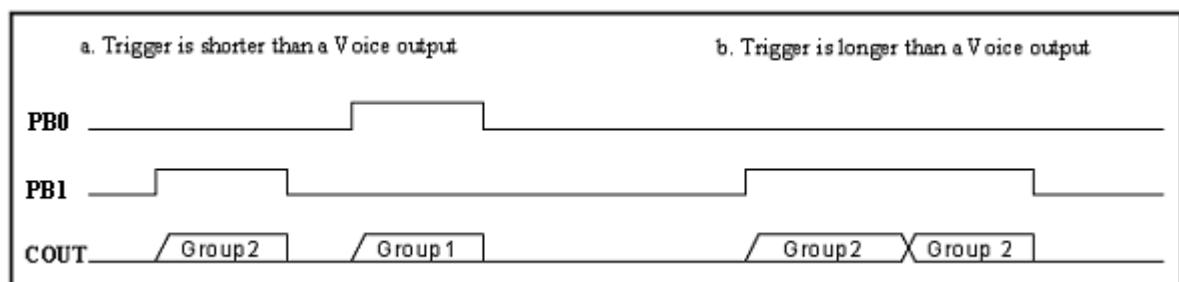 a. Trigger is shorter than a Voice output
b. Trigger is longer than a Voice output
PB0
PB1
COUT
Group2
Group1
Group2
Group 2